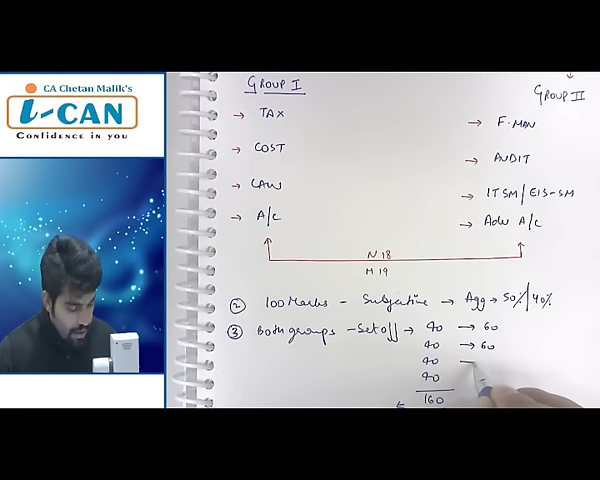 CA Chetan Malik's
i-CAN
Confidence in you
GROUP I
GROUP II
→ TAX
→ F. MAN
→ COST
→ AUDIT
→ LAW
→ ITSM/EIS-SM
→ A/C
→ Adv A/C
N 18
M 19
② 100 Marks - Subjective → Agg → 50%/40%
③ Both groups - Set off → 40 → 60
40 → 60
40 —
40
160
←